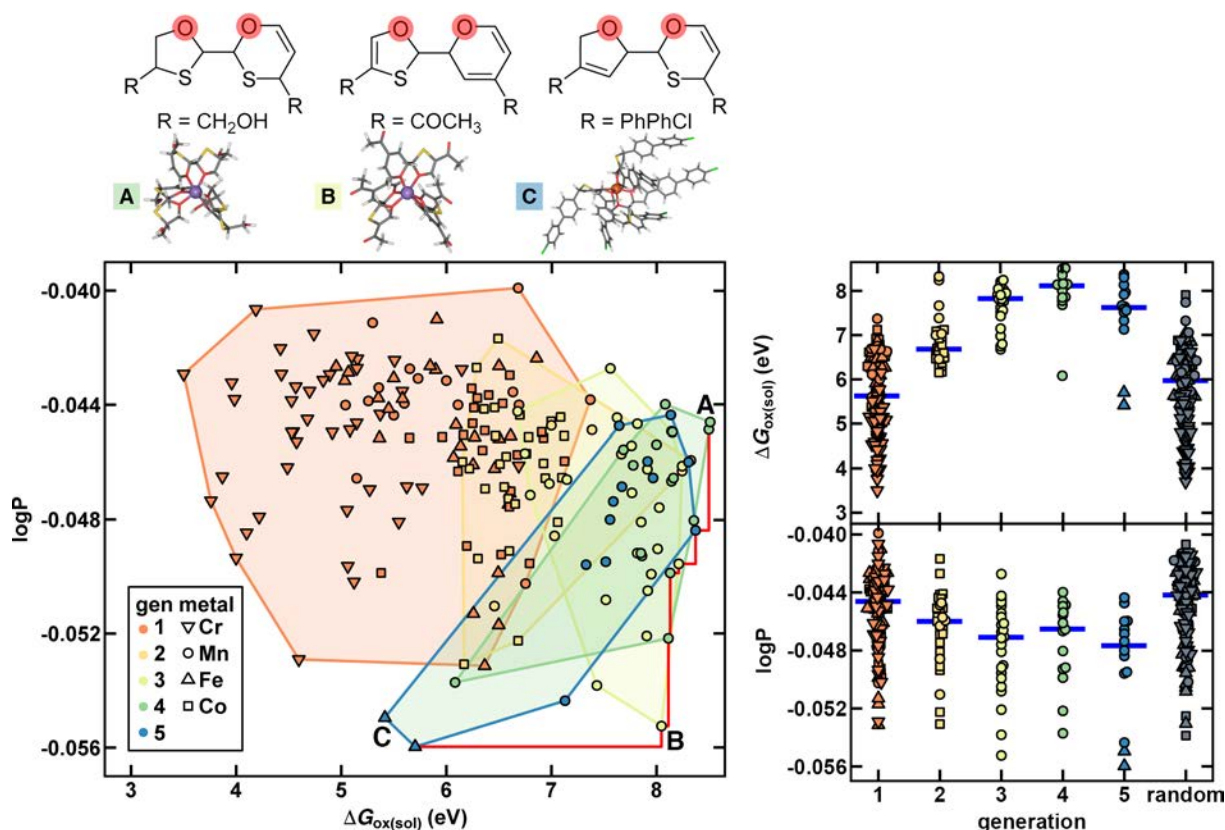 O O O O O O
R S S R R S R R S R
R = CH₂OH R = COCH₃ R = PhPhCl
A B C
-0.040
-0.044
-0.048
-0.052
-0.056
logP
3 4 5 6 7 8
ΔG_ox(sol) (eV)
gen metal
1 Cr
2 Mn
3 Fe
4 Co
5
A
B
C
8
7
6
5
4
3
ΔG_ox(sol) (eV)
-0.040
-0.044
-0.048
-0.052
-0.056
logP
1 2 3 4 5 random
generation